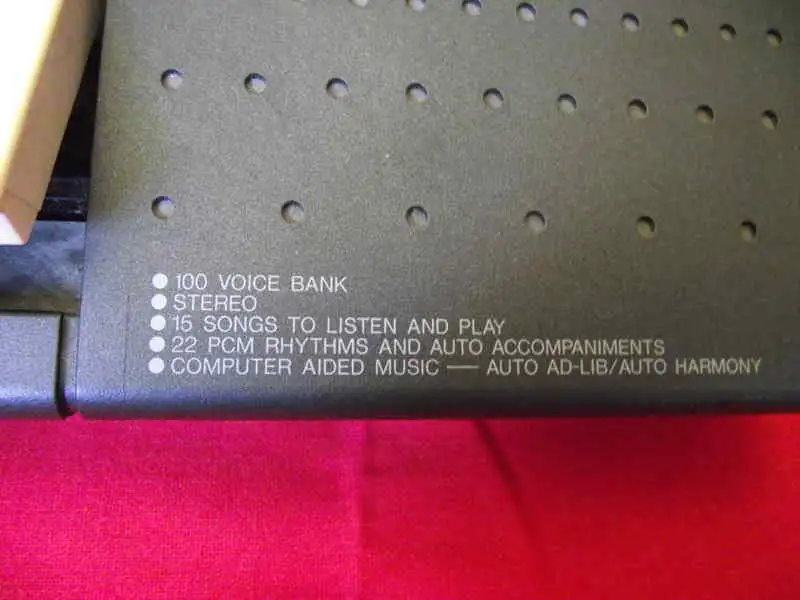 ● 100 VOICE BANK
● STEREO
● 15 SONGS TO LISTEN AND PLAY
● 22 PCM RHYTHMS AND AUTO ACCOMPANIMENTS
● COMPUTER AIDED MUSIC — AUTO AD-LIB/AUTO HARMONY